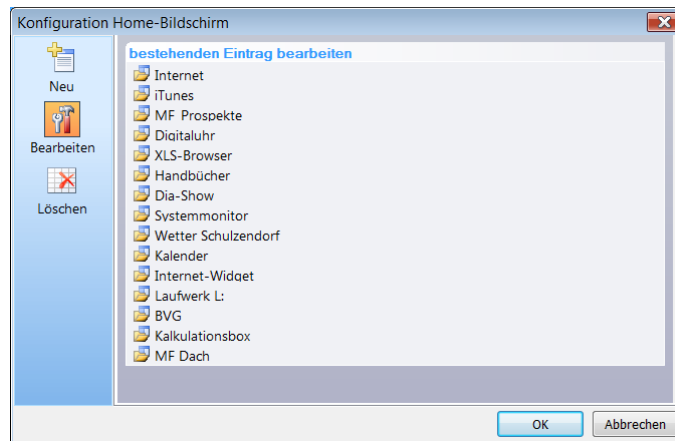 Konfiguration Home-Bildschirm
Neu
Bearbeiten
Löschen
bestehenden Eintrag bearbeiten
Internet
iTunes
MF Prospekte
Digitaluhr
XLS-Browser
Handbücher
Dia-Show
Systemmonitor
Wetter Schulzendorf
Kalender
Internet-Widget
Laufwerk L:
BVG
Kalkulationsbox
MF Dach
OK
Abbrechen